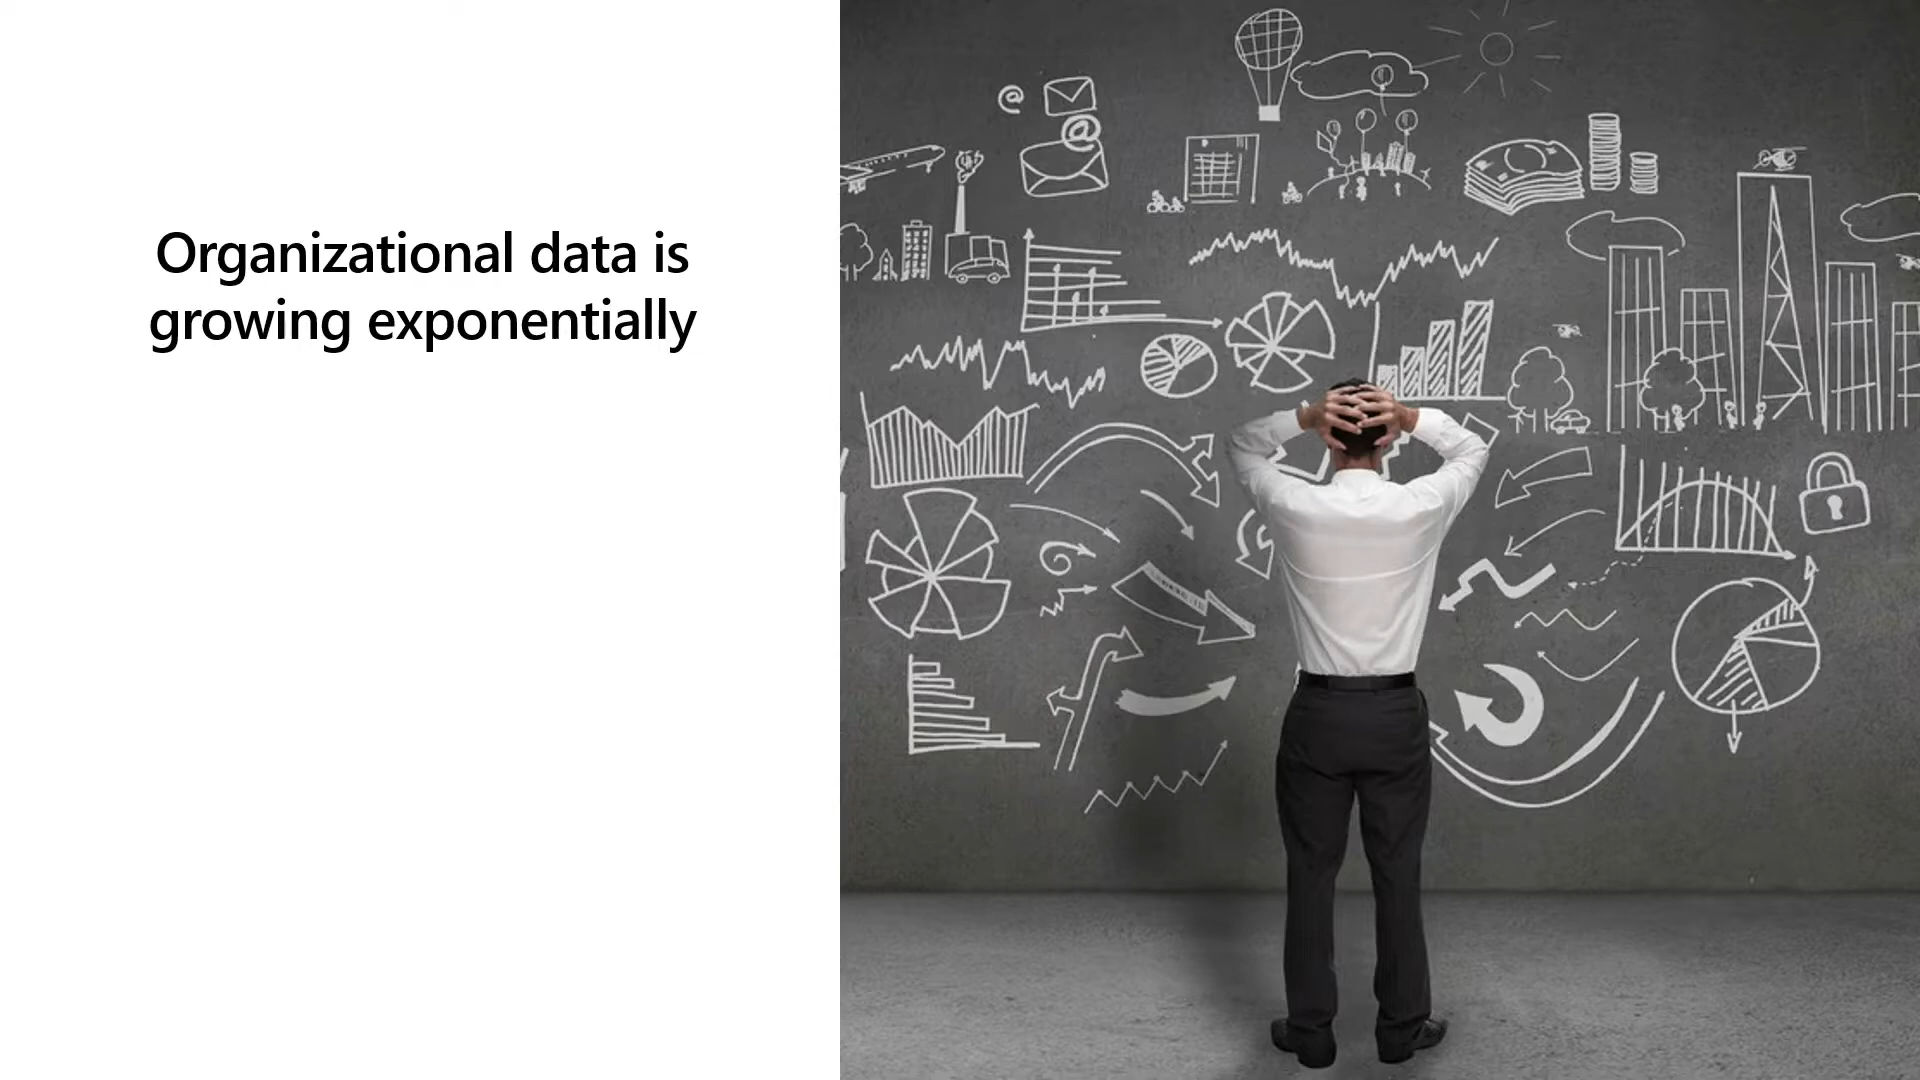 Organizational data is
growing exponentially
@
@